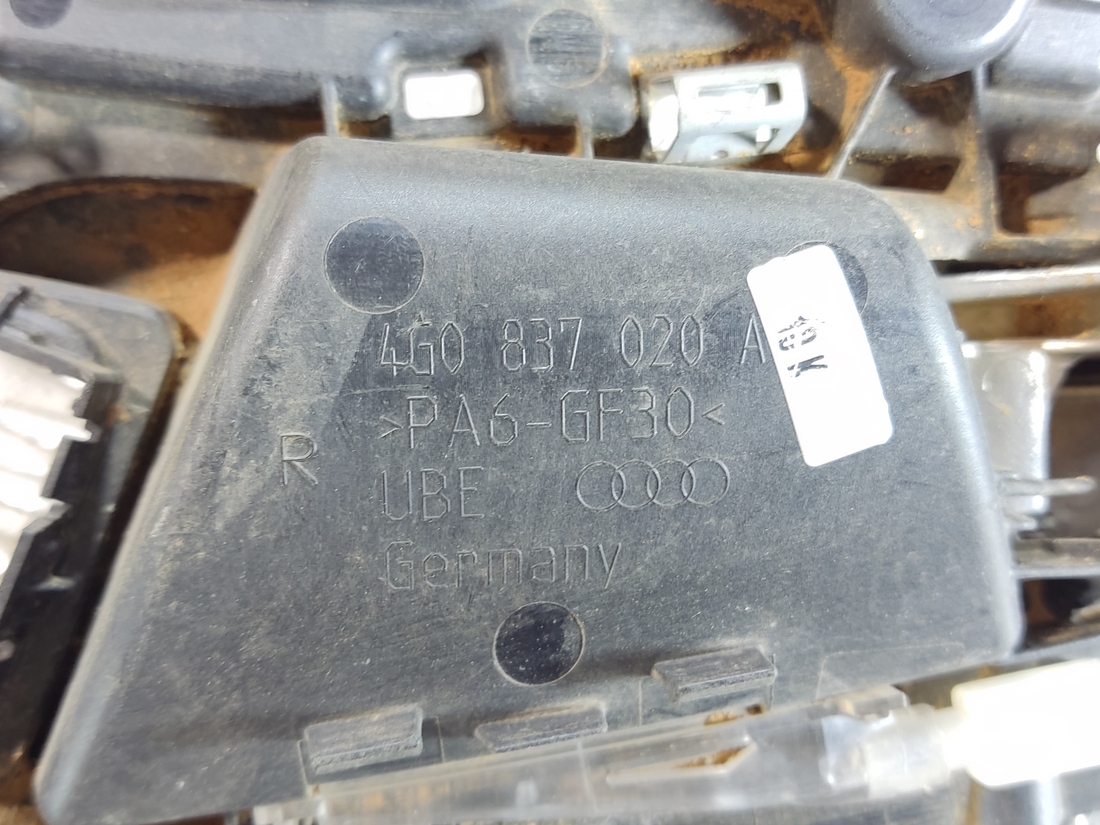 4G0 837 020 A
>PA6-GF30<
R
UBE
Germany